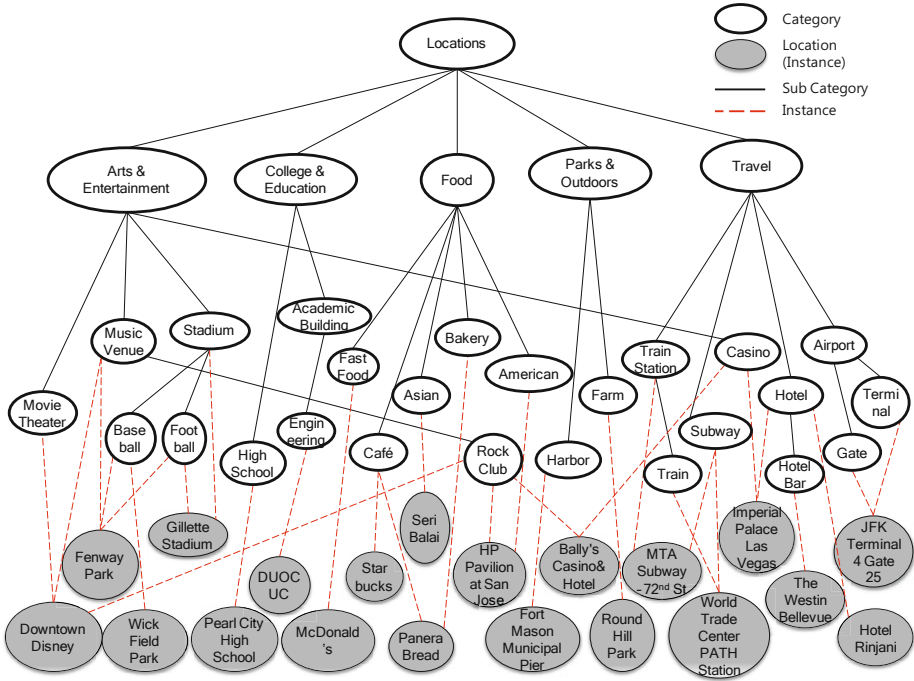 Locations
Category
Location
(Instance)
Sub Category
Instance
Arts &
Entertainment
College &
Education
Food
Parks &
Outdoors
Travel
Academic
Building
Music
Venue
Stadium
Bakery
Train
Station
Casino
Airport
Fast
Food
American
Asian
Farm
Hotel
Termi
nal
Movie
Theater
Base
ball
Foot
ball
Engin
eering
Subway
High
School
Café
Rock
Club
Harbor
Train
Hotel
Bar
Gate
Fenway
Park
Gillette
Stadium
DUOC
UC
Star
bucks
Seri
Balai
HP
Pavilion
at San
Jose
Bally's
Casino&
Hotel
MTA
Subway
-72nd St
Imperial
Palace
Las
Vegas
JFK
Terminal
4 Gate
25
Downtown
Disney
Wick
Field
Park
Pearl City
High
School
McDonald
's
Panera
Bread
Fort
Mason
Municipal
Pier
Round
Hill
Park
World
Trade
Center
PATH
Station
The
Westin
Bellevue
Hotel
Rinjani